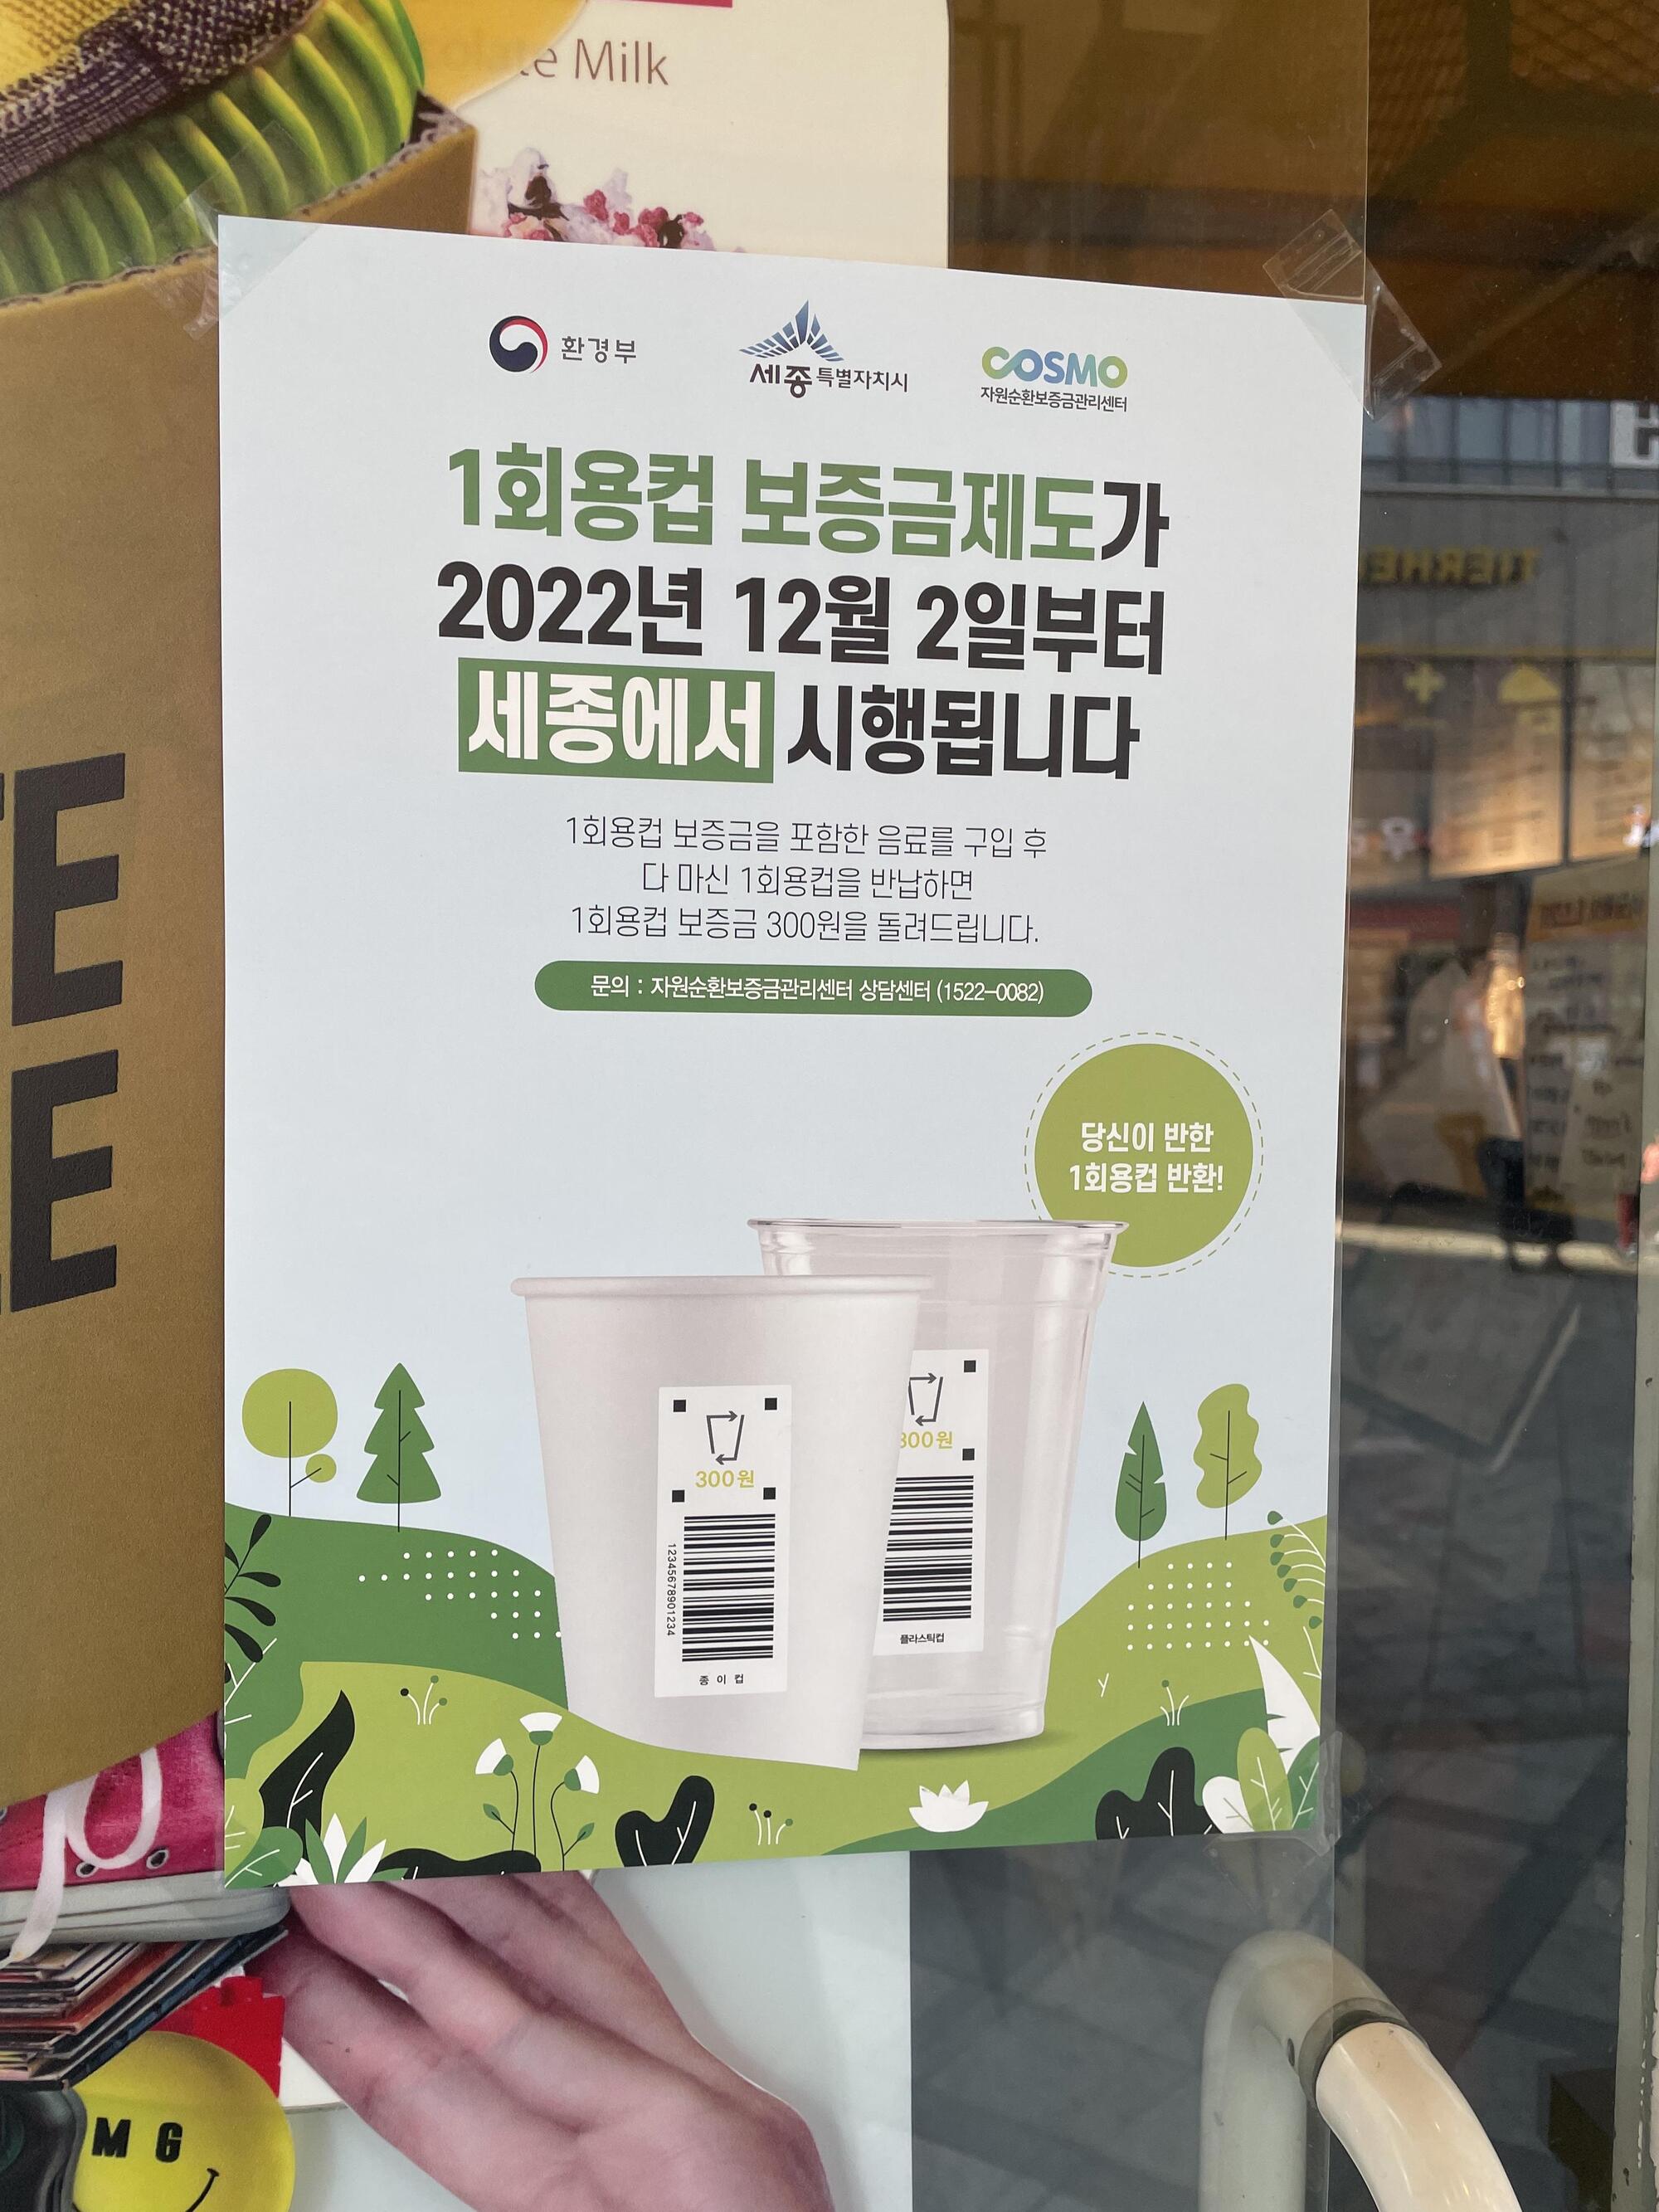 Milk
환경부
세종특별자치시
COSMO
자원순환보증금관리센터
1회용컵 보증금제도가
2022년 12월 2일부터
세종에서 시행됩니다
1회용컵 보증금을 포함한 음료를 구입 후
다 마신 1회용컵을 반납하면
1회용컵 보증금 300원을 돌려드립니다.
문의 : 자원순환보증금관리센터 상담센터 (1522-0082)
당신이 반한
1회용컵 반환!
300원
300원
12345678901234
종이컵
플라스틱컵
E
E
M G